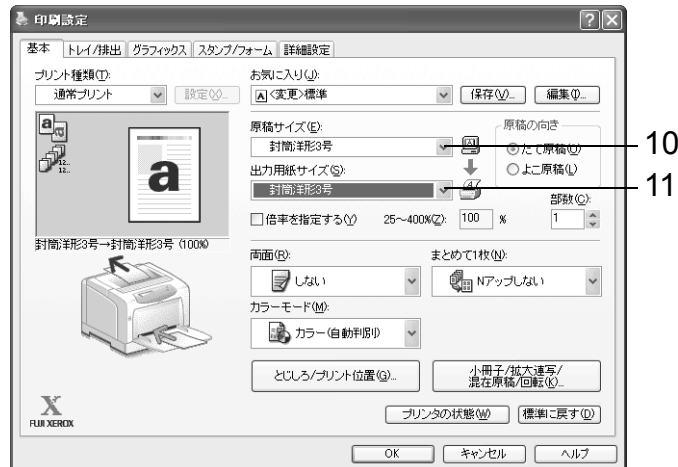 印刷設定
基本 トレイ/排出 グラフィックス スタンプ/フォーム 詳細設定
プリント種類(T):
通常プリント 設定(X)...
お気に入り(J):
A <変更>標準 保存(V)... 編集(I)...
原稿サイズ(E):
封筒洋形3号
10
原稿の向き
たて原稿(O)
よこ原稿(L)
出力用紙サイズ(S):
封筒洋形3号
11
部数(C):
倍率を指定する(Y) 25～400%(Z): 100 % 1
a
封筒洋形3号→封筒洋形3号 (100%)
両面(R):
しない
まとめて1枚(N):
Nアップしない
カラーモード(M):
カラー(自動判別)
とじしろ/プリント位置(G)...
小冊子/拡大連写/
混在原稿/回転(K)...
X
FUJI XEROX
プリンタの状態(W) 標準に戻す(D)
OK キャンセル ヘルプ